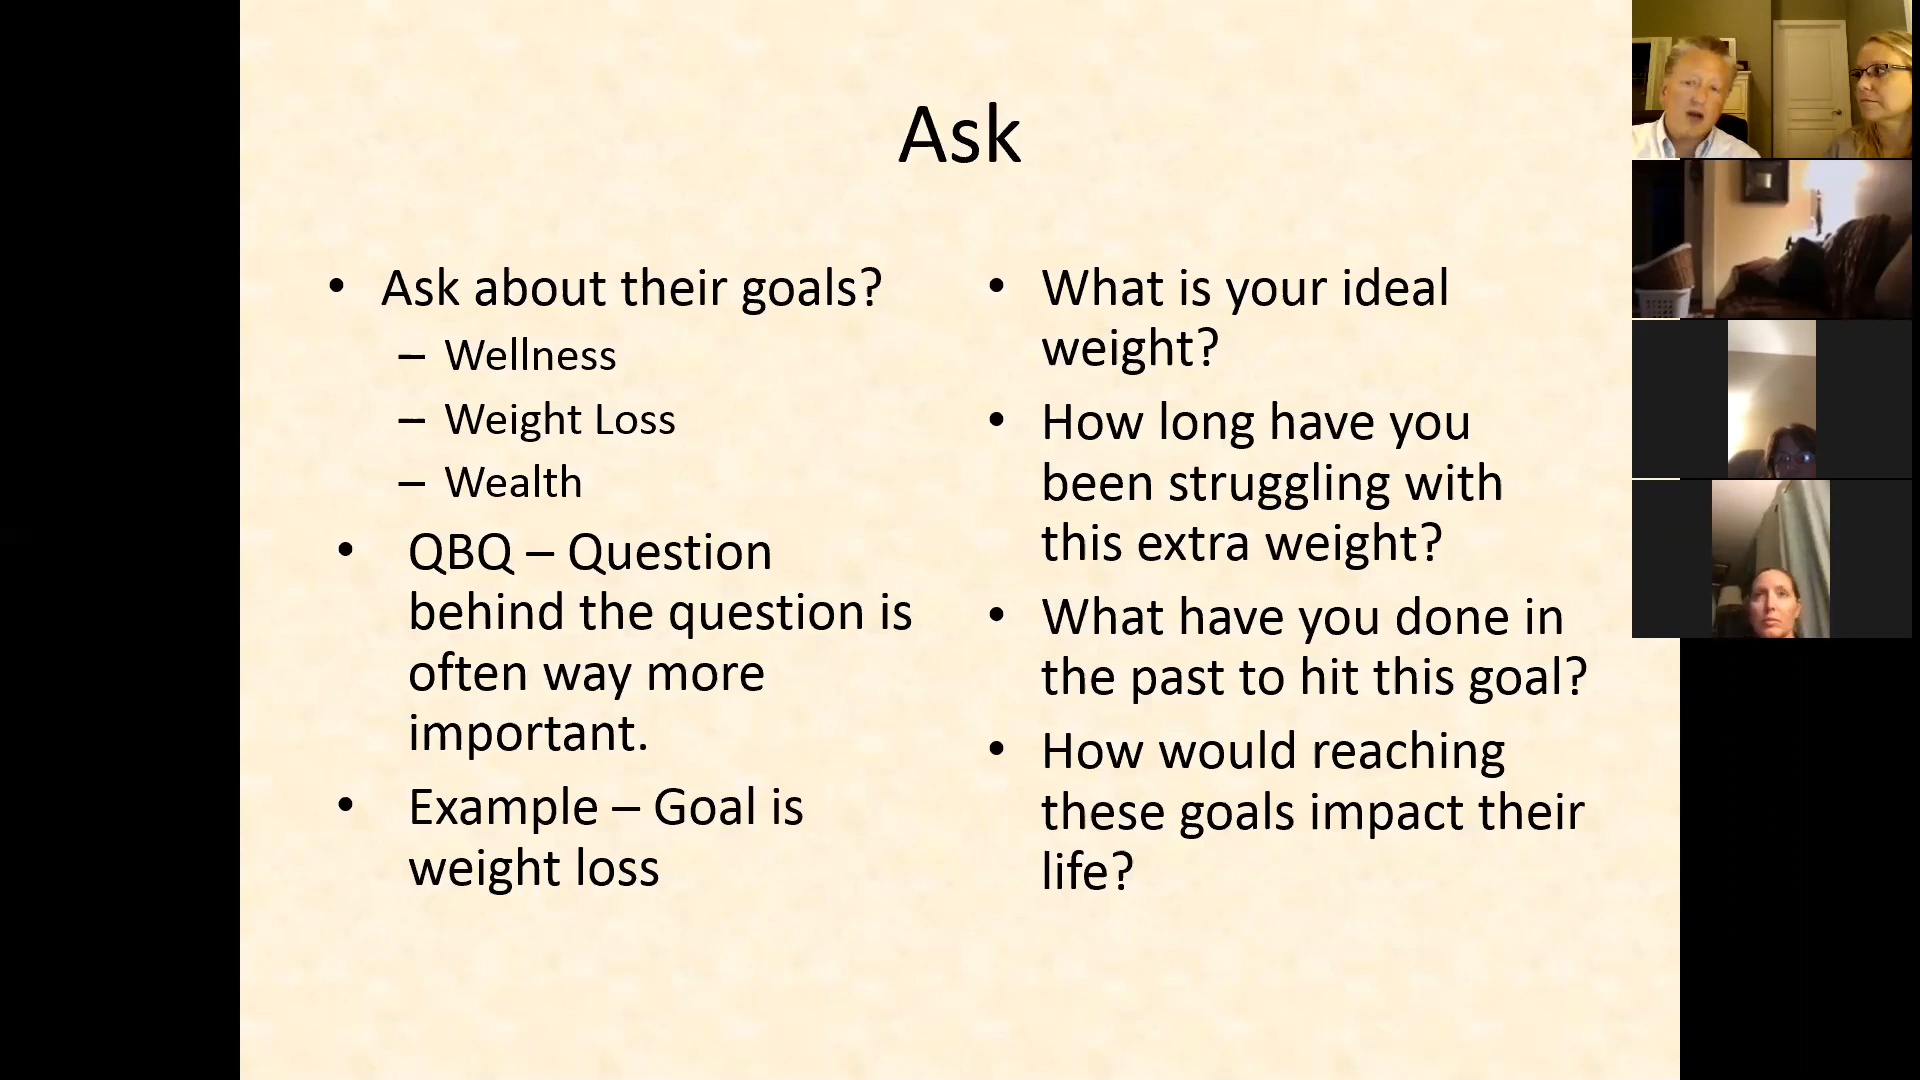 Ask
• Ask about their goals?
– Wellness
– Weight Loss
– Wealth
• QBQ – Question
behind the question is
often way more
important.
• Example – Goal is
weight loss
• What is your ideal
weight?
• How long have you
been struggling with
this extra weight?
• What have you done in
the past to hit this goal?
• How would reaching
these goals impact their
life?